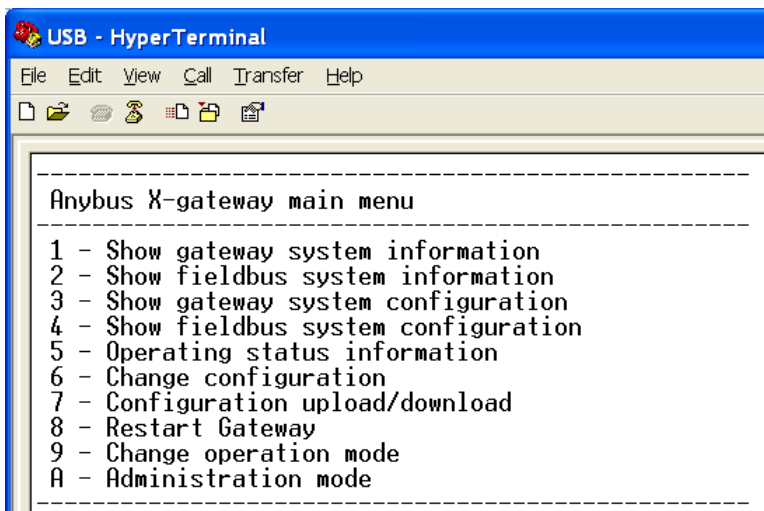 USB - HyperTerminal
File Edit View Call Transfer Help
Anybus X-gateway main menu
1 - Show gateway system information
2 - Show fieldbus system information
3 - Show gateway system configuration
4 - Show fieldbus system configuration
5 - Operating status information
6 - Change configuration
7 - Configuration upload/download
8 - Restart Gateway
9 - Change operation mode
A - Administration mode